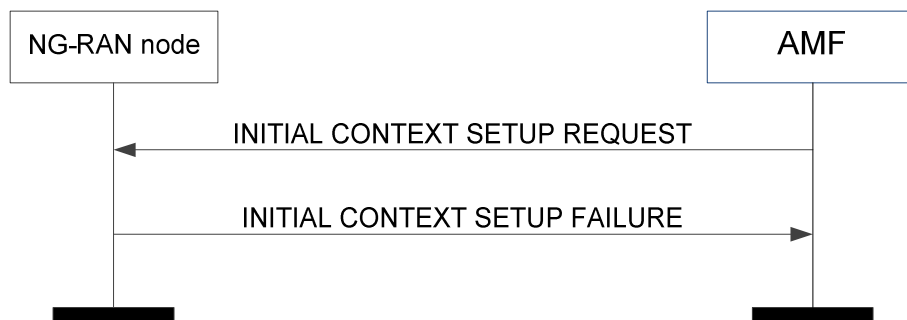 NG-RAN node
AMF
INITIAL CONTEXT SETUP REQUEST
INITIAL CONTEXT SETUP FAILURE